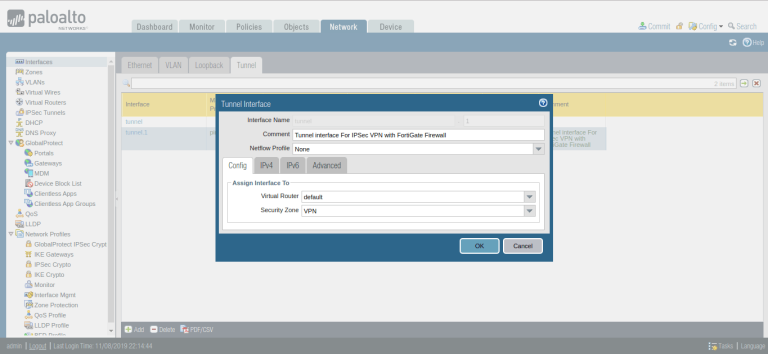 paloalto
NETWORKS
Dashboard Monitor Policies Objects Network Device
Commit Config Search
Help
Interfaces
Zones
VLANs
Virtual Wires
Virtual Routers
IPSec Tunnels
DHCP
DNS Proxy
GlobalProtect
Portals
Gateways
MDM
Device Block List
Clientless Apps
Clientless App Groups
QoS
LLDP
Network Profiles
GlobalProtect IPSec Crypt
IKE Gateways
IPSec Crypto
IKE Crypto
Monitor
Interface Mgmt
Zone Protection
QoS Profile
LLDP Profile
BFD Profile
Ethernet VLAN Loopback Tunnel
2 items
Interface
tunnel
tunnel.1
Tunnel Interface
Interface Name tunnel . 1
Comment Tunnel interface For IPSec VPN with FortiGate Firewall
Netflow Profile None
Config IPv4 IPv6 Advanced
Assign Interface To
Virtual Router default
Security Zone VPN
OK Cancel
ment
nel Interface For
ec VPN with
Gate Firewall
Add Delete PDF/CSV
admin | Logout | Last Login Time: 11/08/2019 22:14:44
Tasks | Language